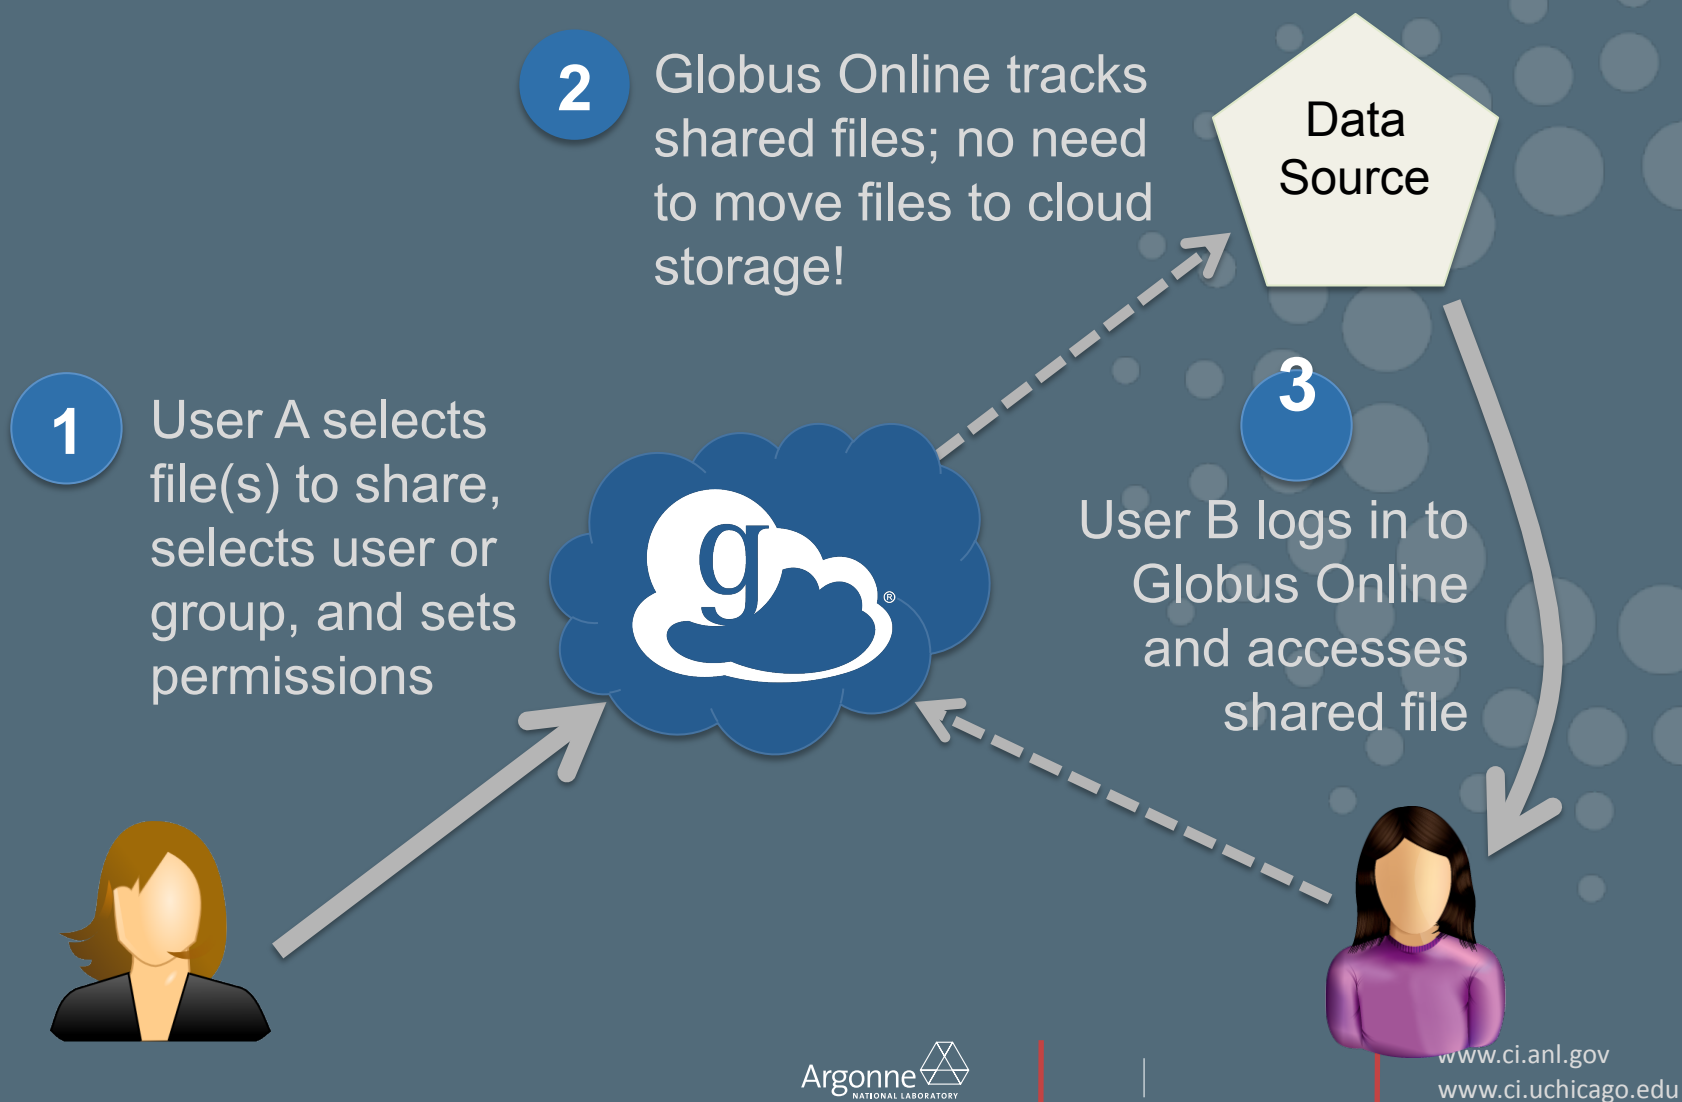 1
User A selects
file(s) to share,
selects user or
group, and sets
permissions
2
Globus Online tracks
shared files; no need
to move files to cloud
storage!
Data
Source
3
User B logs in to
Globus Online
and accesses
shared file
g
®
Argonne
NATIONAL LABORATORY
www.ci.anl.gov
www.ci.uchicago.edu